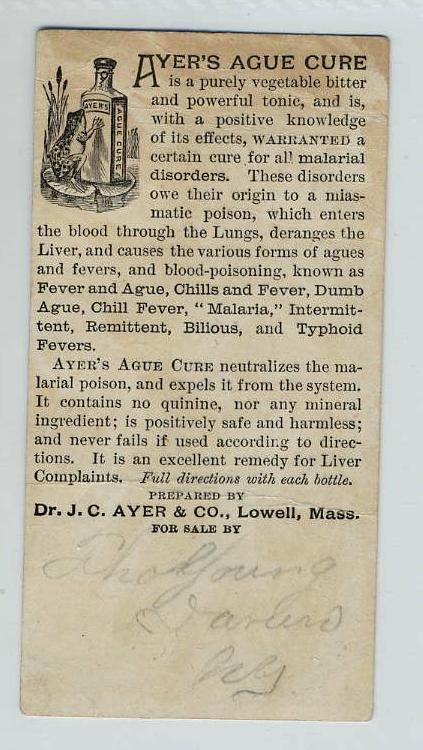 AYER'S
AGUE CURE
AYER'S AGUE CURE
is a purely vegetable bitter
and powerful tonic, and is,
with a positive knowledge
of its effects, WARRANTED a
certain cure for all malarial
disorders. These disorders
owe their origin to a mias-
matic poison, which enters
the blood through the Lungs, deranges the
Liver, and causes the various forms of agues
and fevers, and blood-poisoning, known as
Fever and Ague, Chills and Fever, Dumb
Ague, Chill Fever, "Malaria," Intermit-
tent, Remittent, Bilious, and Typhoid
Fevers.
AYER'S AGUE CURE neutralizes the ma-
larial poison, and expels it from the system.
It contains no quinine, nor any mineral
ingredient; is positively safe and harmless;
and never fails if used according to direc-
tions. It is an excellent remedy for Liver
Complaints. Full directions with each bottle.
PREPARED BY
Dr. J. C. AYER & CO., Lowell, Mass.
FOR SALE BY
Young